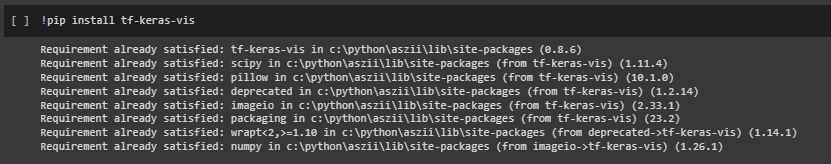 [ ] !pip install tf-keras-vis
Requirement already satisfied: tf-keras-vis in c:\python\aszii\lib\site-packages (0.8.6)
Requirement already satisfied: scipy in c:\python\aszii\lib\site-packages (from tf-keras-vis) (1.11.4)
Requirement already satisfied: pillow in c:\python\aszii\lib\site-packages (from tf-keras-vis) (10.1.0)
Requirement already satisfied: deprecated in c:\python\aszii\lib\site-packages (from tf-keras-vis) (1.2.14)
Requirement already satisfied: imageio in c:\python\aszii\lib\site-packages (from tf-keras-vis) (2.33.1)
Requirement already satisfied: packaging in c:\python\aszii\lib\site-packages (from tf-keras-vis) (23.2)
Requirement already satisfied: wrapt<2,>=1.10 in c:\python\aszii\lib\site-packages (from deprecated->tf-keras-vis) (1.14.1)
Requirement already satisfied: numpy in c:\python\aszii\lib\site-packages (from imageio->tf-keras-vis) (1.26.1)